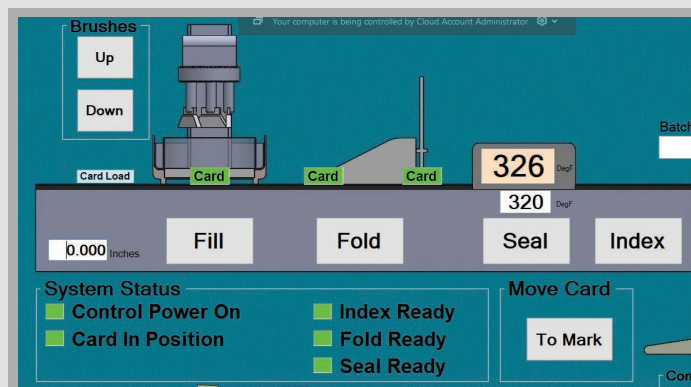 Your computer is being controlled by Cloud Account Administrator
Brushes
Up
Down
Batch
Card Load
Card
Card
Card
326 DegF
320 DegF
0.000 Inches
Fill
Fold
Seal
Index
System Status
Control Power On
Card In Position
Index Ready
Fold Ready
Seal Ready
Move Card
To Mark
Con